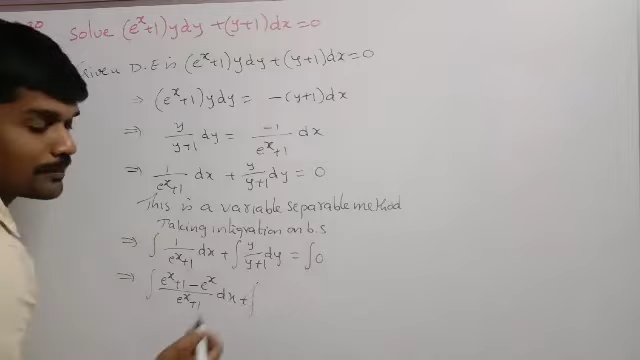 Solve (e^x+1)ydy + (y+1)dx = 0
Given D.E is (e^x+1)ydy + (y+1)dx = 0
⇒ (e^x+1)ydy = -(y+1)dx
⇒ y/(y+1) dy = -1/(e^x+1) dx
⇒ 1/(e^x+1) dx + y/(y+1) dy = 0
This is a variable separable method
Taking intigration on b.s
⇒ ∫ 1/(e^x+1) dx + ∫ y/(y+1) dy = ∫0
⇒ ∫ (e^x+1-e^x)/(e^x+1) dx + ∫